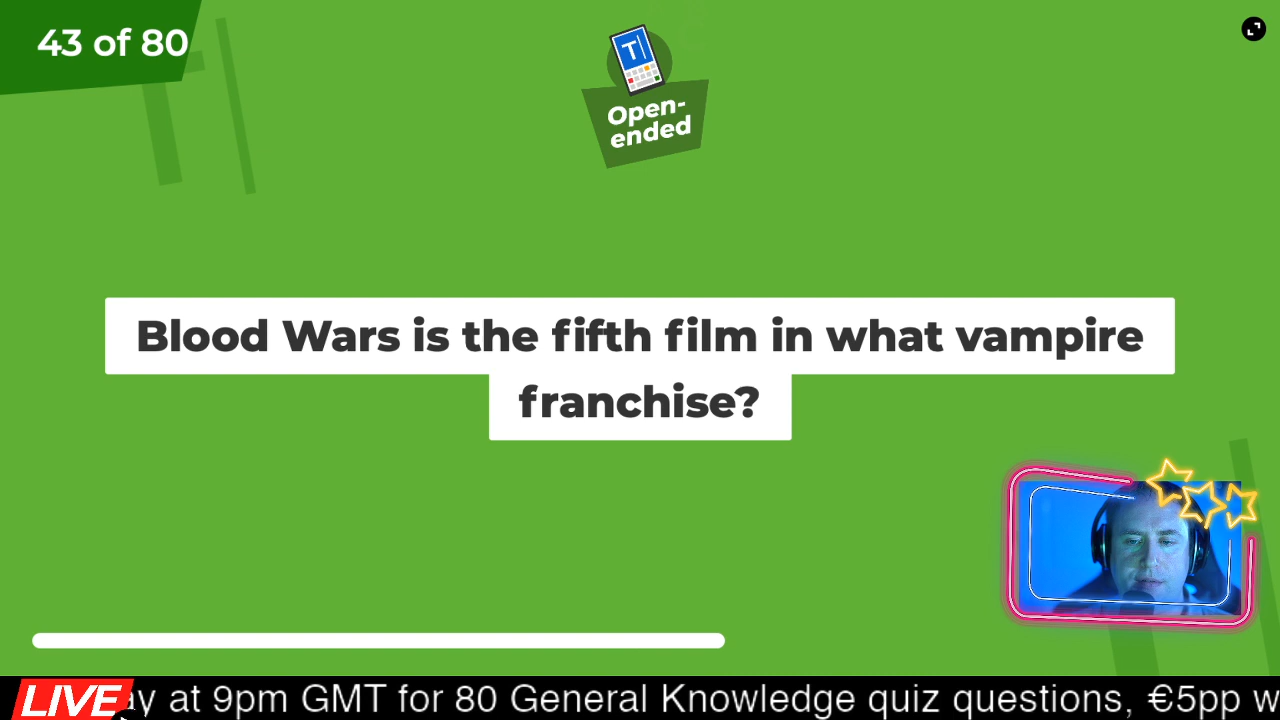 43 of 80
T
Open-
ended
Blood Wars is the fifth film in what vampire
franchise?
LIVE ay at 9pm GMT for 80 General Knowledge quiz questions, €5pp w